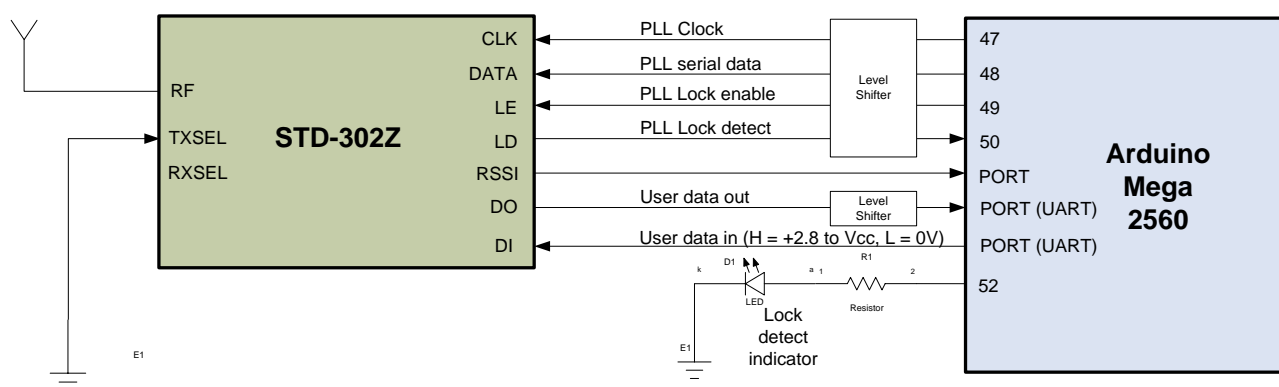 CLK
DATA
LE
LD
RSSI
DO
DI
RF
TXSEL
RXSEL
STD-302Z
PLL Clock
PLL serial data
PLL Lock enable
PLL Lock detect
User data out
User data in (H = +2.8 to Vcc, L = 0V)
Level
Shifter
Level
Shifter
47
48
49
50
PORT
PORT (UART)
PORT (UART)
52
Arduino
Mega
2560
k
D1
a
LED
1
R1
2
Resistor
Lock
detect
indicator
E1
E1